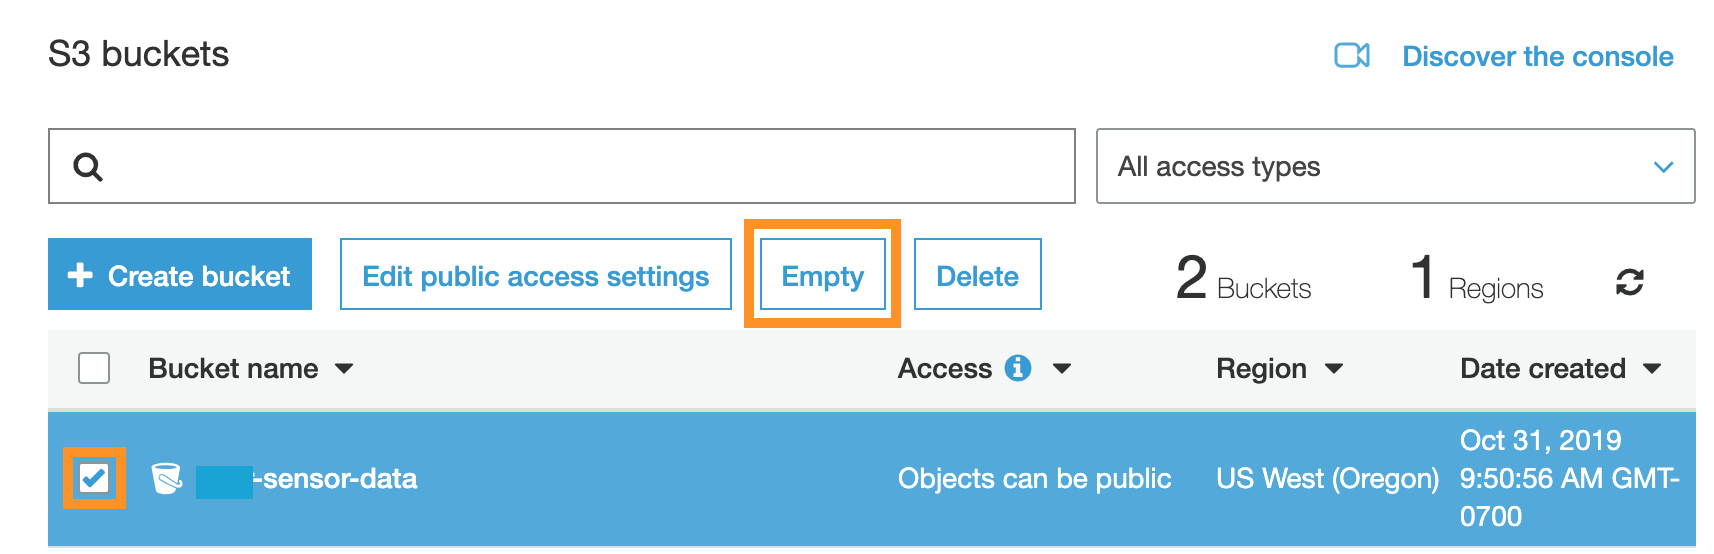 S3 buckets
Discover the console
All access types
Create bucket
Edit public access settings
Empty
Delete
2 Buckets
1 Regions
Bucket name
Access
Region
Date created
-sensor-data
Objects can be public
US West (Oregon)
Oct 31, 2019
9:50:56 AM GMT-
0700